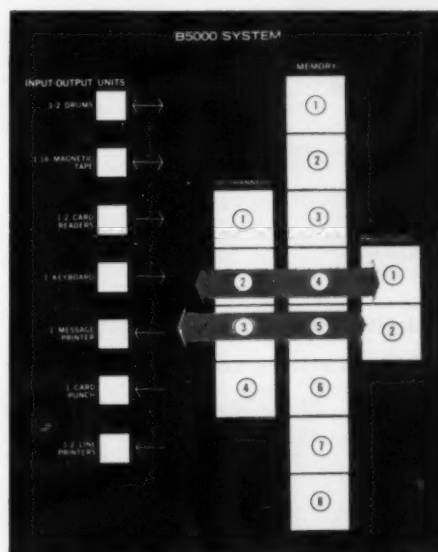 B5000 SYSTEM
INPUT-OUTPUT UNITS
1-2 DRUMS
1-16 MAGNETIC
TAPE
1-2 CARD
READERS
1 KEYBOARD
1 MESSAGE
PRINTER
1 CARD
PUNCH
1-2 LINE
PRINTERS
1
2
3
4
MEMORY
1
2
3
4
5
6
7
8
1
2